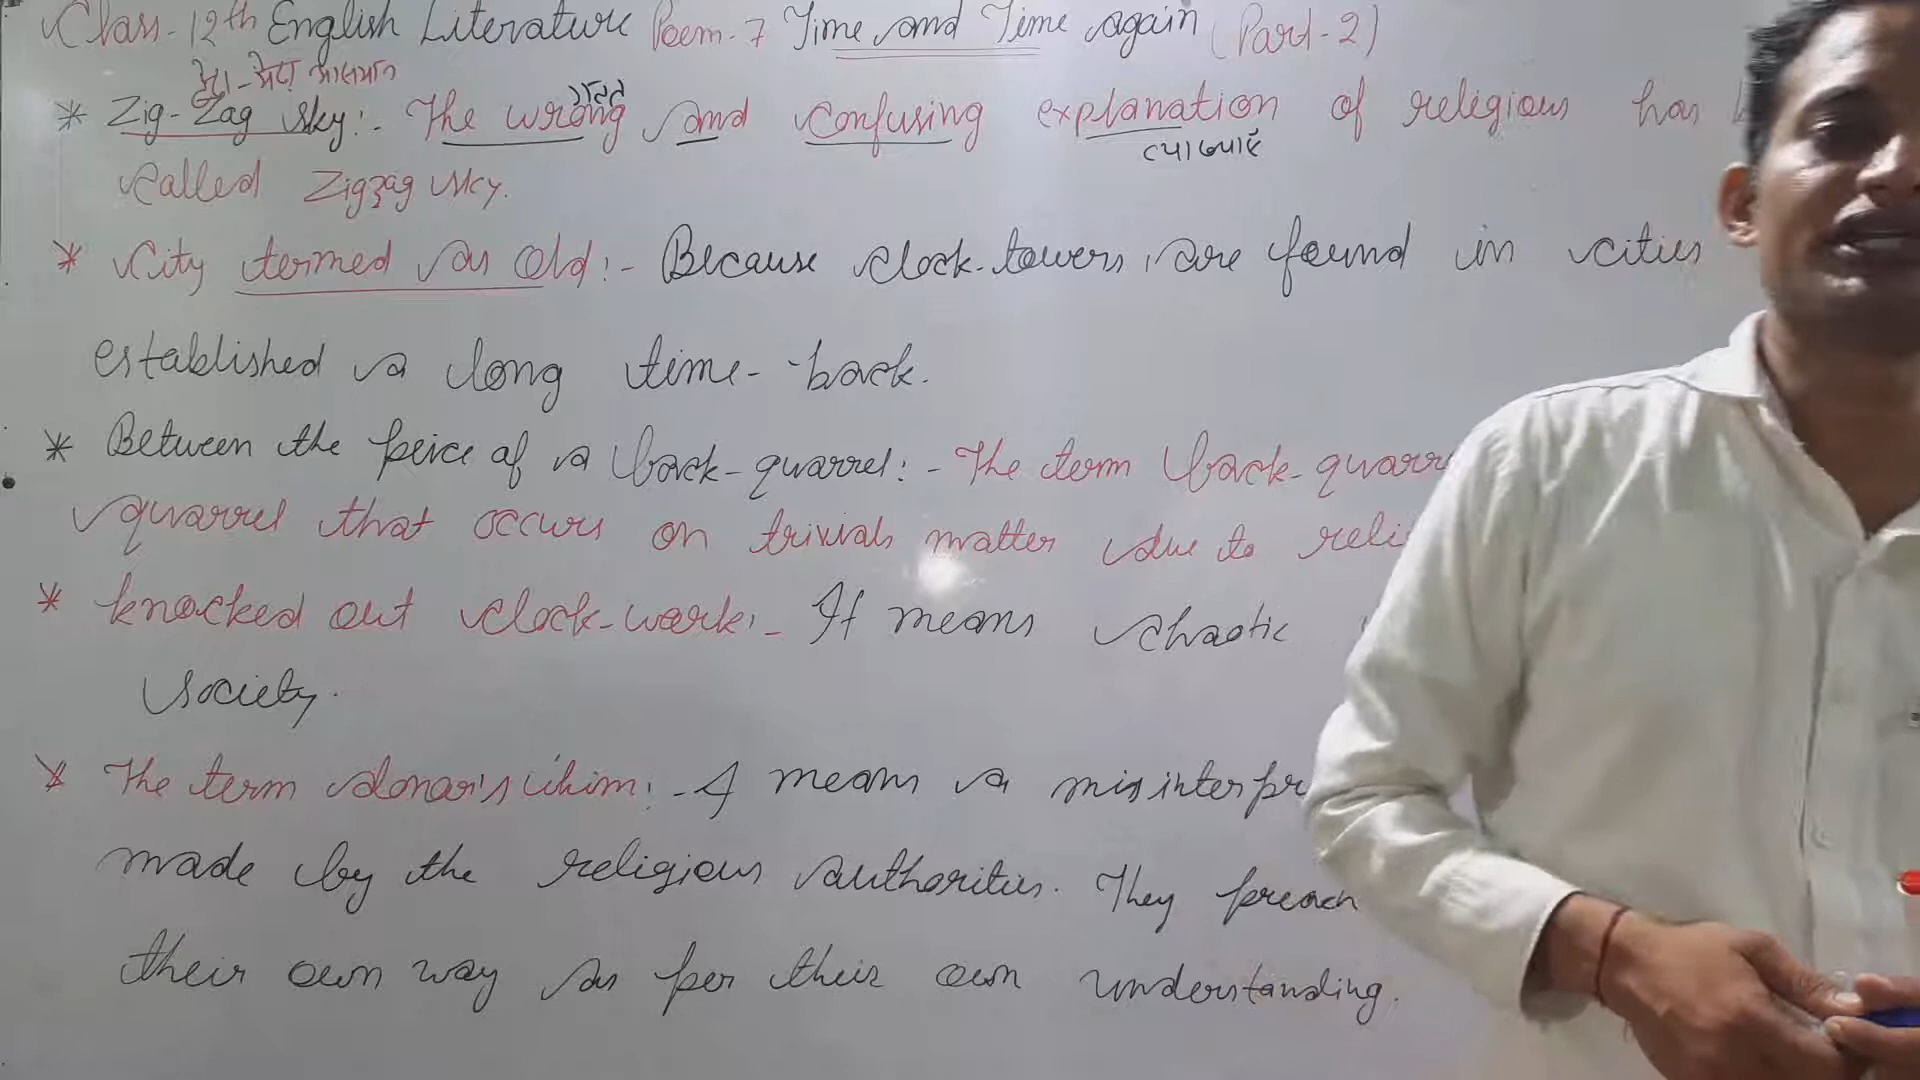 Class-12th English Literature Poem-7 Time and Time again (Part-2)
टेढ़ा-मेढ़ा आसमान
* Zig-Zag sky:- The wrong and confusing explanation of religious has
गलत
व्याख्या
called Zigzag sky.
* City termed as Old:- Because clock-towers, are found in cities
established a long time-back.
* Between the peice of a back-quarrel:- The term back-quarr
quarrel that occurs on trivials matter due to reli
* knocked out clock-work:- It means chaotic
society.
* The term donar's whim:- It means a misinterpr
made by the religious authorities. They preach
their own way as per their own understanding.